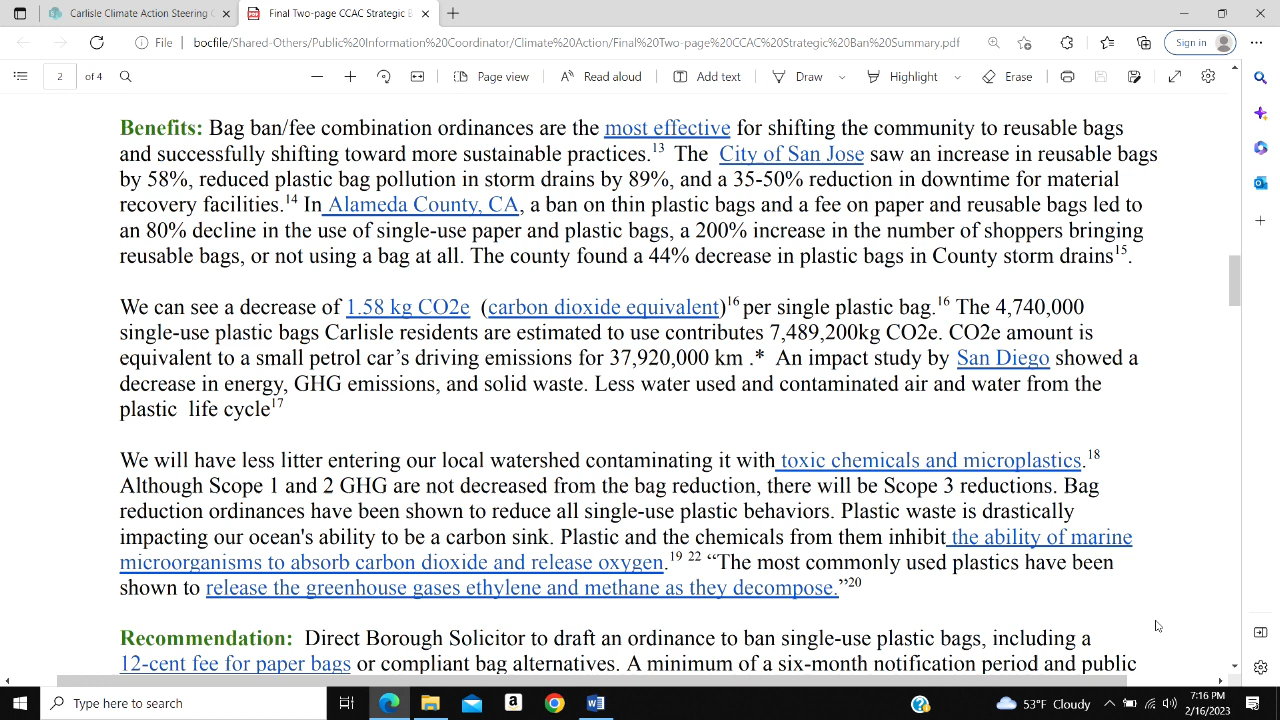 Carlisle Climate Action Steering C
Final Two-page CCAC Strategic B
File
bocfile/Shared-Others/Public%20Information%20Coordinator/Climate%20Action/Final%20Two-page%20CCAC%20Strategic%20Ban%20Summary.pdf
Sign in
2 of 4
Page view
Read aloud
Add text
Draw
Highlight
Erase
Benefits: Bag ban/fee combination ordinances are the most effective for shifting the community to reusable bags
and successfully shifting toward more sustainable practices.13 The City of San Jose saw an increase in reusable bags
by 58%, reduced plastic bag pollution in storm drains by 89%, and a 35-50% reduction in downtime for material
recovery facilities.14 In Alameda County, CA, a ban on thin plastic bags and a fee on paper and reusable bags led to
an 80% decline in the use of single-use paper and plastic bags, a 200% increase in the number of shoppers bringing
reusable bags, or not using a bag at all. The county found a 44% decrease in plastic bags in County storm drains15.
We can see a decrease of 1.58 kg CO2e (carbon dioxide equivalent)16 per single plastic bag.16 The 4,740,000
single-use plastic bags Carlisle residents are estimated to use contributes 7,489,200kg CO2e. CO2e amount is
equivalent to a small petrol car's driving emissions for 37,920,000 km .* An impact study by San Diego showed a
decrease in energy, GHG emissions, and solid waste. Less water used and contaminated air and water from the
plastic life cycle17
We will have less litter entering our local watershed contaminating it with toxic chemicals and microplastics.18
Although Scope 1 and 2 GHG are not decreased from the bag reduction, there will be Scope 3 reductions. Bag
reduction ordinances have been shown to reduce all single-use plastic behaviors. Plastic waste is drastically
impacting our ocean's ability to be a carbon sink. Plastic and the chemicals from them inhibit the ability of marine
microorganisms to absorb carbon dioxide and release oxygen.19 22 “The most commonly used plastics have been
shown to release the greenhouse gases ethylene and methane as they decompose.”20
Recommendation: Direct Borough Solicitor to draft an ordinance to ban single-use plastic bags, including a
12-cent fee for paper bags or compliant bag alternatives. A minimum of a six-month notification period and public
Type here to search
53°F Cloudy
7:16 PM
2/16/2023